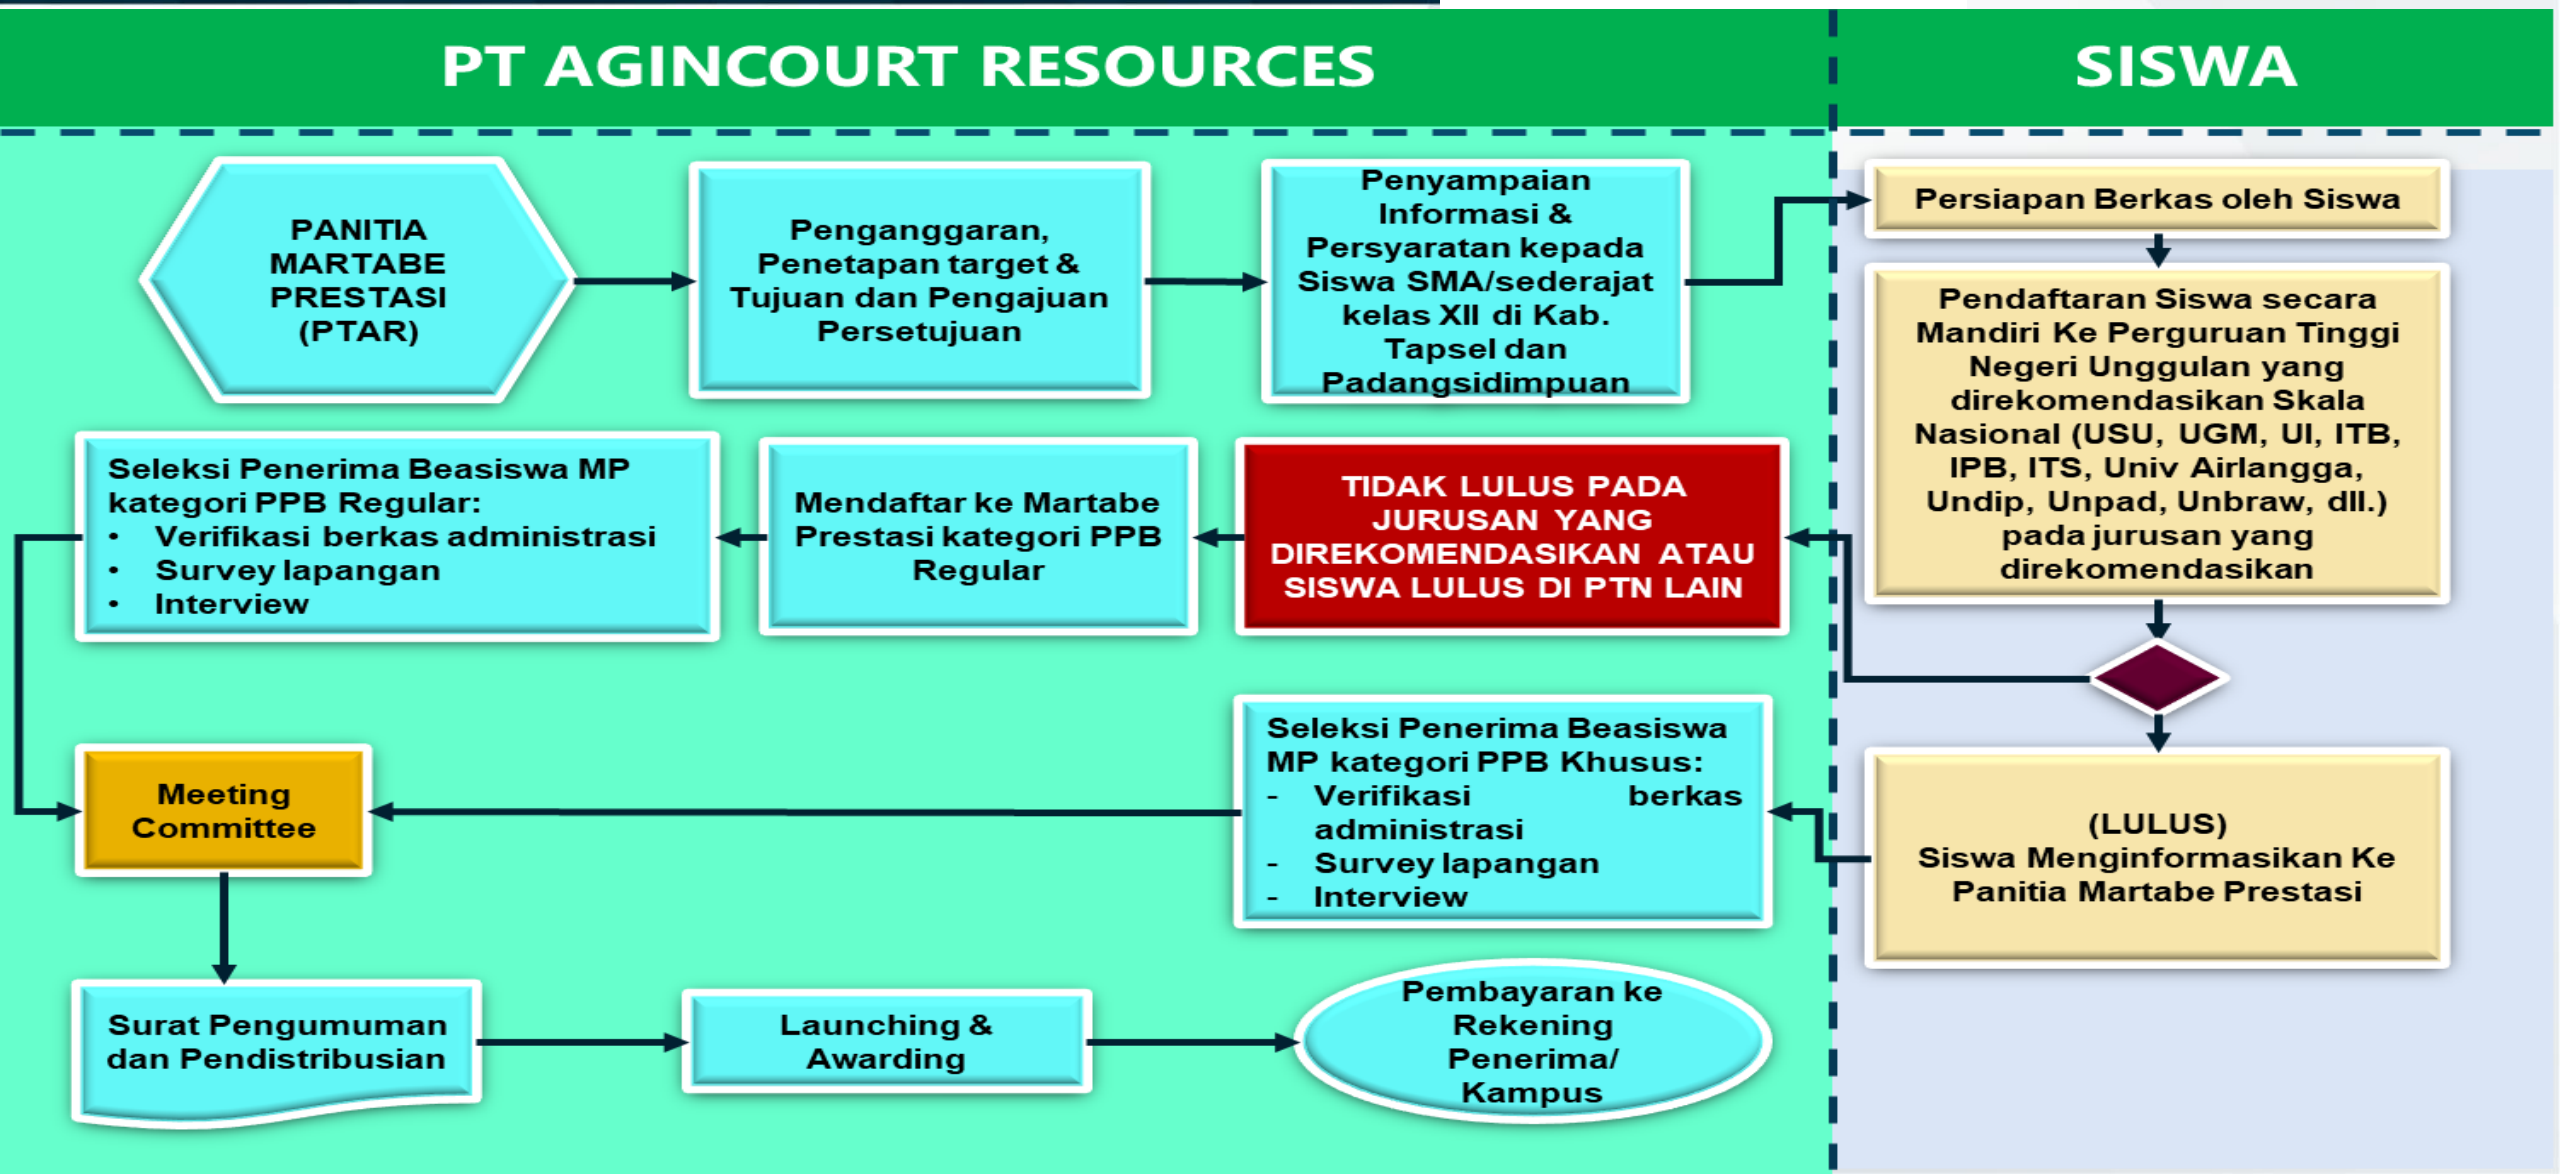 PT AGINCOURT RESOURCES
SISWA
PANITIA
MARTABE
PRESTASI
(PTAR)
Penganggaran,
Penetapan target &
Tujuan dan Pengajuan
Persetujuan
Penyampaian
Informasi &
Persyaratan kepada
Siswa SMA/sederajat
kelas XII di Kab.
Tapsel dan
Padangsidimpuan
Persiapan Berkas oleh Siswa
Pendaftaran Siswa secara
Mandiri Ke Perguruan Tinggi
Negeri Unggulan yang
direkomendasikan Skala
Nasional (USU, UGM, UI, ITB,
IPB, ITS, Univ Airlangga,
Undip, Unpad, Unbraw, dll.)
pada jurusan yang
direkomendasikan
TIDAK LULUS PADA
JURUSAN YANG
DIREKOMENDASIKAN ATAU
SISWA LULUS DI PTN LAIN
Mendaftar ke Martabe
Prestasi kategori PPB
Regular
Seleksi Penerima Beasiswa MP
kategori PPB Regular:
• Verifikasi berkas administrasi
• Survey lapangan
• Interview
(LULUS)
Siswa Menginformasikan Ke
Panitia Martabe Prestasi
Seleksi Penerima Beasiswa
MP kategori PPB Khusus:
- Verifikasi berkas
administrasi
- Survey lapangan
- Interview
Meeting
Committee
Surat Pengumuman
dan Pendistribusian
Launching &
Awarding
Pembayaran ke
Rekening
Penerima/
Kampus